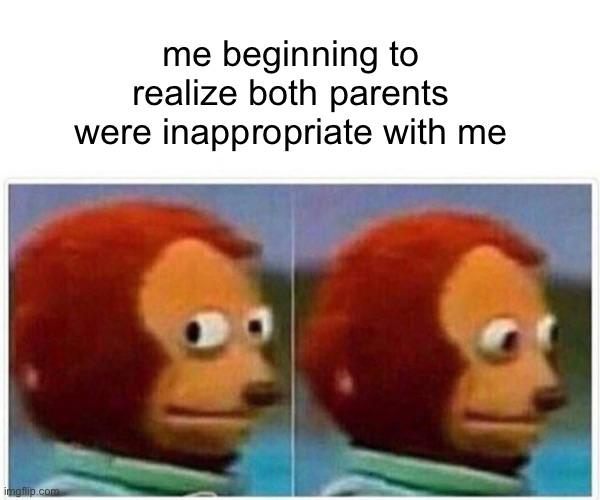 me beginning to
realize both parents
were inappropriate with me
imgflip.com